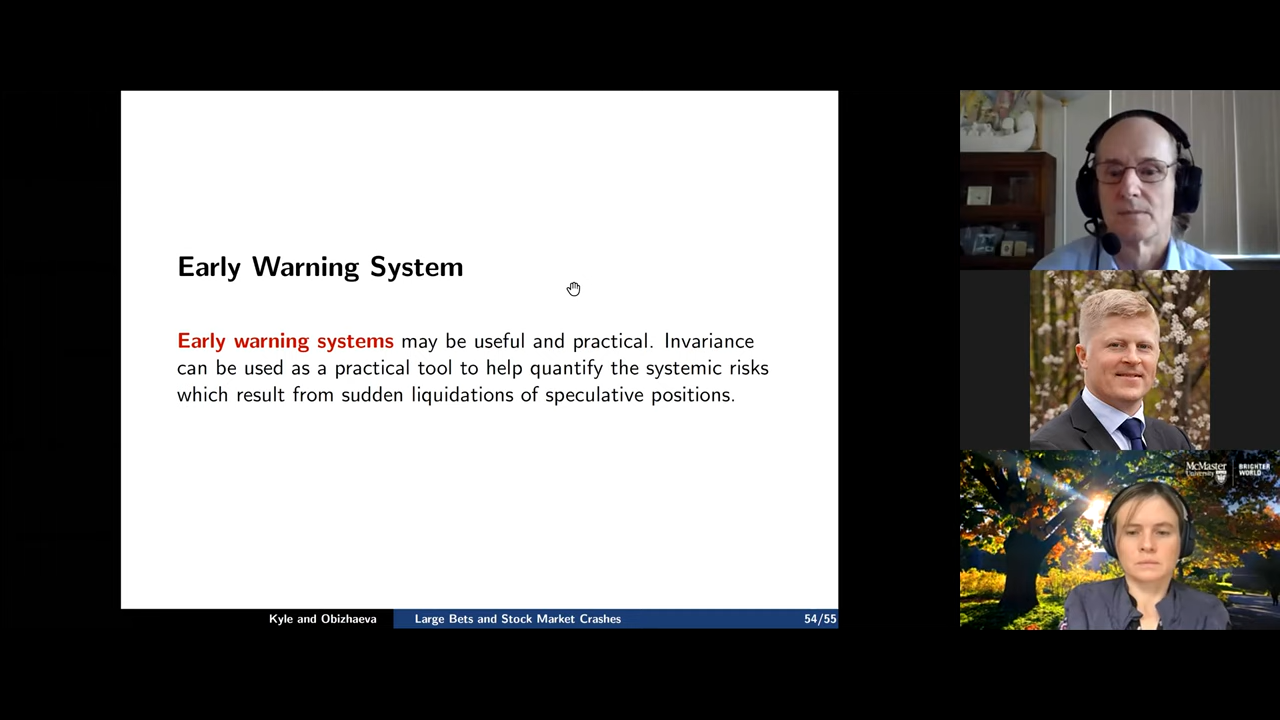 Early Warning System
Early warning systems may be useful and practical. Invariance
can be used as a practical tool to help quantify the systemic risks
which result from sudden liquidations of speculative positions.
Kyle and Obizhaeva
Large Bets and Stock Market Crashes
54/55
McMaster
University
BRIGHTER
WORLD